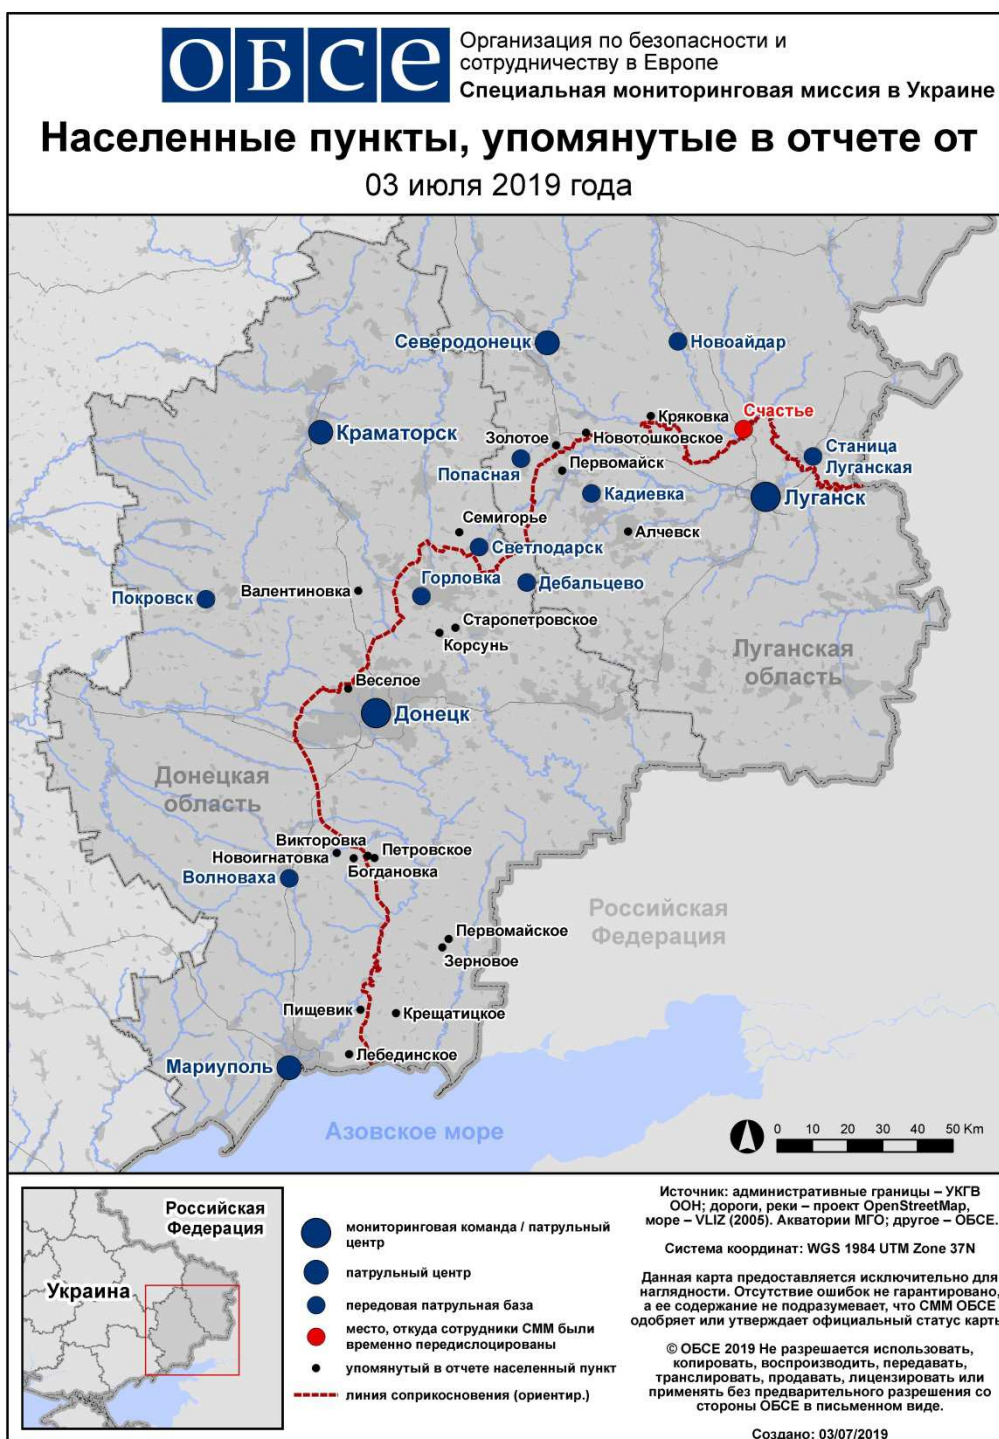 ОБСЕ
Организация по безопасности и
сотрудничеству в Европе
Специальная мониторинговая миссия в Украине
Населенные пункты, упомянутые в отчете от
03 июля 2019 года
Северодонецк
Новоайдар
Кряковка
Счастье
Краматорск
Золотое
Новотошковское
Станица
Луганская
Попасная
Первомайск
Кадиевка
Луганск
Семигорье
Алчевск
Светлодарск
Горловка
Дебальцево
Валентиновка
Покровск
Старопетровское
Корсунь
Луганская
область
Веселое
Донецк
Донецкая
область
Викторовка
Петровское
Новоигнатовка
Богдановка
Волноваха
Российская
Федерация
Первомайское
Зерновое
Пищевик
Крещатицкое
Лебединское
Мариуполь
Азовское море
0 10 20 30 40 50 Km
Российская
Федерация
Украина
мониторинговая команда / патрульный
центр
патрульный центр
передовая патрульная база
место, откуда сотрудники СММ были
временно передислоцированы
упомянутый в отчете населенный пункт
линия соприкосновения (ориентир.)
Источник: административные границы – УКГВ
ООН; дороги, реки – проект OpenStreetMap,
море – VLIZ (2005). Акватории МГО; другое – ОБСЕ.
Система координат: WGS 1984 UTM Zone 37N
Данная карта предоставляется исключительно для
наглядности. Отсутствие ошибок не гарантировано,
а ее содержание не подразумевает, что СММ ОБСЕ
одобряет или утверждает официальный статус карты
© ОБСЕ 2019 Не разрешается использовать,
копировать, воспроизводить, передавать,
транслировать, продавать, лицензировать или
применять без предварительного разрешения со
стороны ОБСЕ в письменном виде.
Создано: 03/07/2019